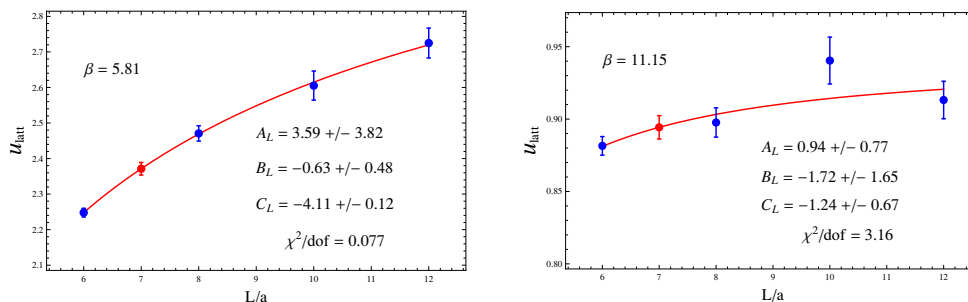 2.8
2.7
2.6
2.5
2.4
2.3
2.2
2.1
u_latt
β = 5.81
A_L = 3.59 +/− 3.82
B_L = −0.63 +/− 0.48
C_L = −4.11 +/− 0.12
χ²/dof = 0.077
6 7 8 9 10 11 12
L/a
0.95
0.90
0.85
0.80
u_latt
β = 11.15
A_L = 0.94 +/− 0.77
B_L = −1.72 +/− 1.65
C_L = −1.24 +/− 0.67
χ²/dof = 3.16
6 7 8 9 10 11 12
L/a